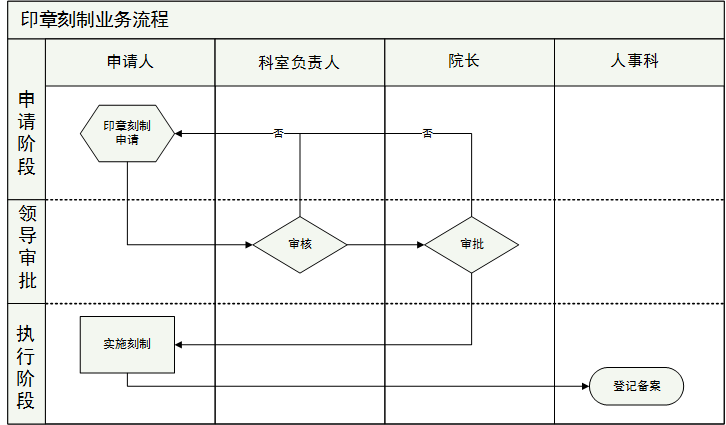 印章刻制业务流程
申请人
科室负责人
院长
人事科
申请阶段
印章刻制
申请
否
否
领导审批
审核
审批
执行阶段
实施刻制
登记备案